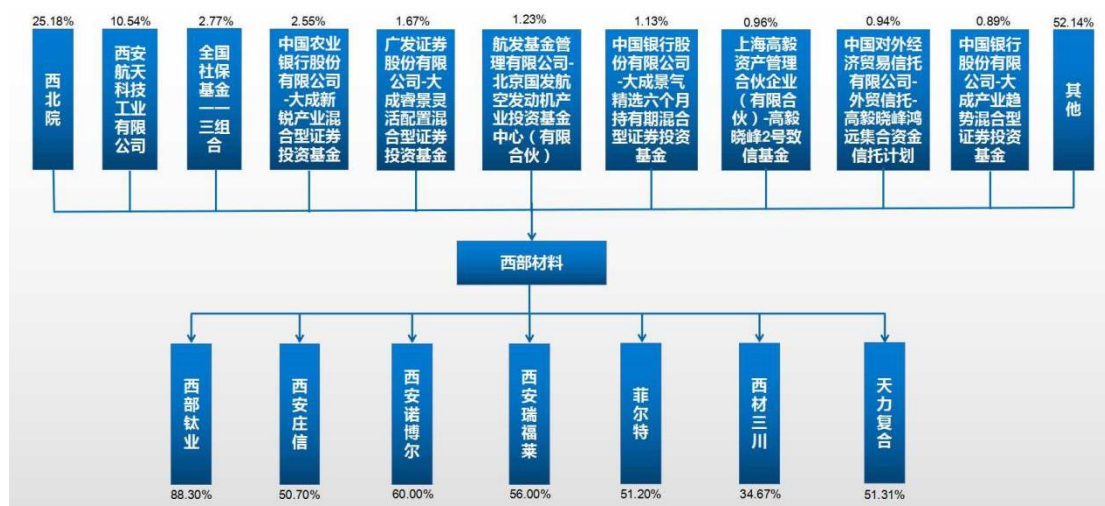 25.18%
10.54%
2.77%
2.55%
1.67%
1.23%
1.13%
0.96%
0.94%
0.89%
52.14%
西
北
院
西安
航天
科技
工业
有限
公司
全国
社保
基金
一一
三组
合
中国农业
银行股份
有限公司
-大成新
锐产业混
合型证券
投资基金
广发证券
股份有限
公司-大
成睿景灵
活配置混
合型证券
投资基金
航发基金管
理有限公司-
北京国发航
空发动机产
业投资基金
中心(有限
合伙)
中国银行股
份有限公司
-大成景气
精选六个月
持有期混合
型证券投资
基金
上海高毅
资产管理
合伙企业
(有限合
伙)-高毅
晓峰2号致
信基金
中国对外经
济贸易信托
有限公司-
外贸信托-
高毅晓峰鸿
远集合资金
信托计划
中国银行
股份有限
公司-大
成产业趋
势混合型
证券投资
基金
其
他
西部材料
西
部
钛
业
西
安
庄
信
西
安
诺
博
尔
西
安
瑞
福
莱
菲
尔
特
西
材
三
川
天
力
复
合
88.30%
50.70%
60.00%
56.00%
51.20%
34.67%
51.31%